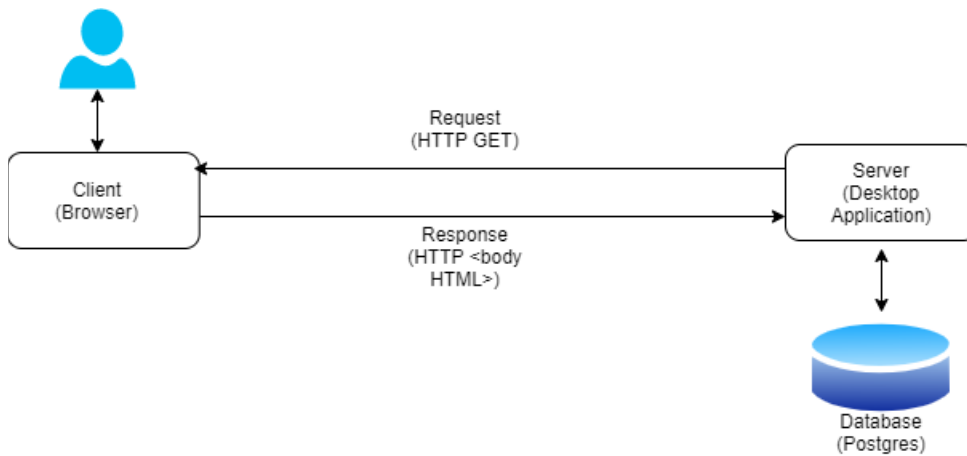 Request
(HTTP GET)
Client
(Browser)
Server
(Desktop
Application)
Response
(HTTP <body
HTML>)
Database
(Postgres)